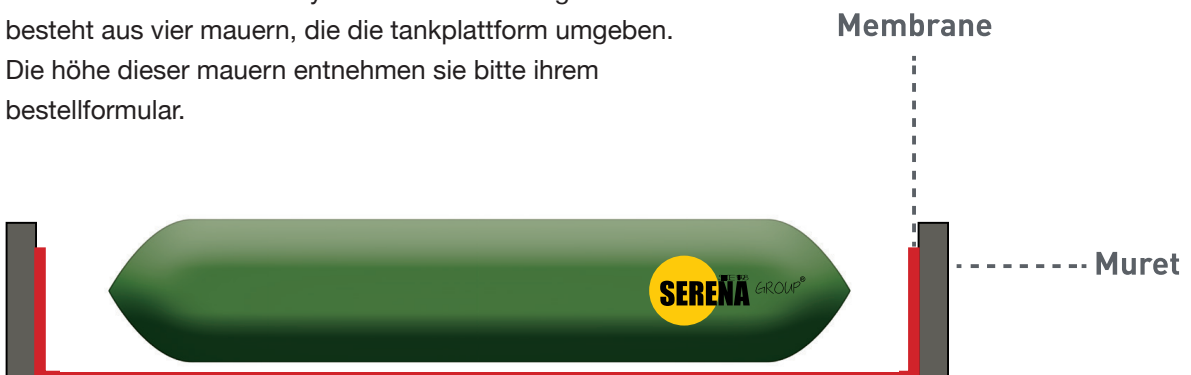 besteht aus vier mauern, die die tankplattform umgeben.
Die höhe dieser mauern entnehmen sie bitte ihrem
bestellformular.
Membrane
Muret
SERENA GROUP®